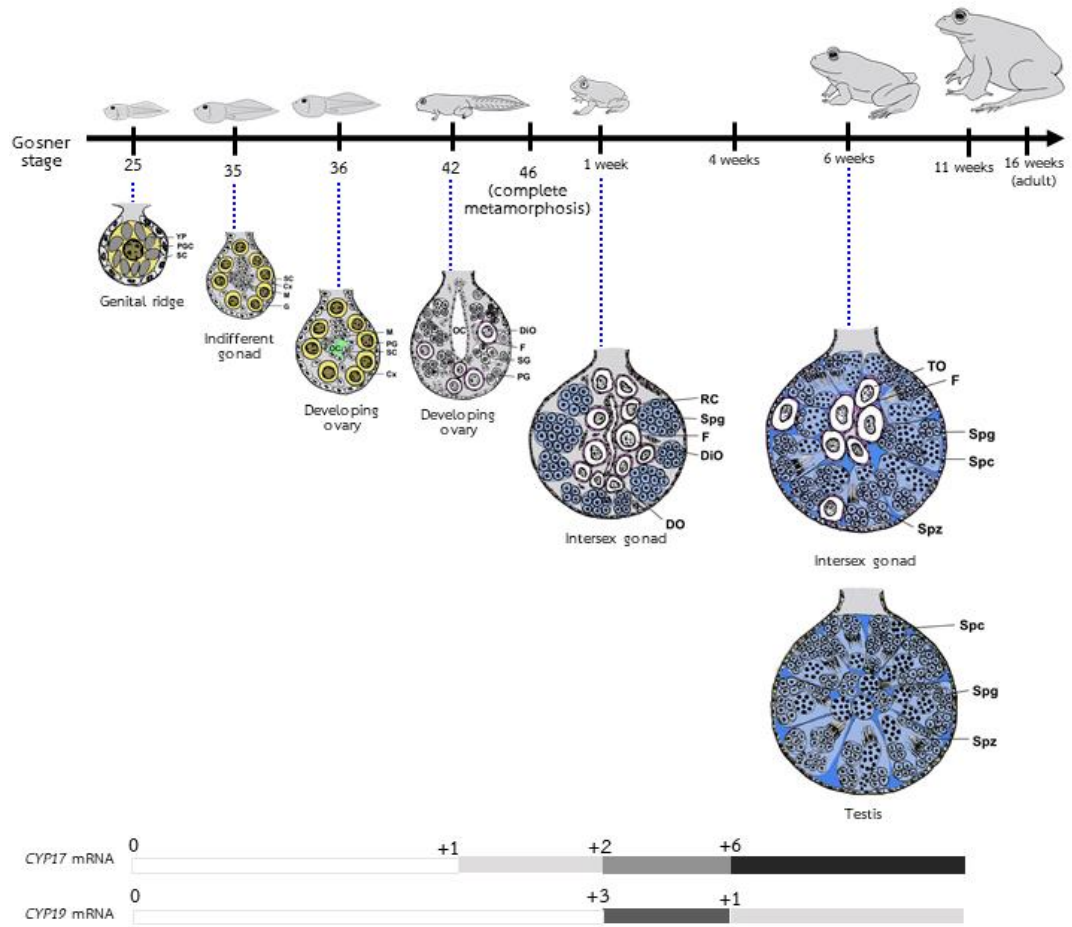 Gosner
stage
25
35
36
42
46
(complete
metamorphosis)
1 week
4 weeks
6 weeks
11 weeks
16 weeks
(adult)
YP
PGC
SC
Genital ridge
SC
Cx
M
G
Indifferent
gonad
OC
M
PG
SC
Cx
Developing
ovary
OC
DiO
F
SG
PG
Developing
ovary
RC
Spg
F
DiO
DO
Intersex gonad
TO
F
Spg
Spc
Spz
Intersex gonad
Spc
Spg
Spz
Testis
CYP17 mRNA
0
+1
+2
+6
CYP19 mRNA
0
+3
+1